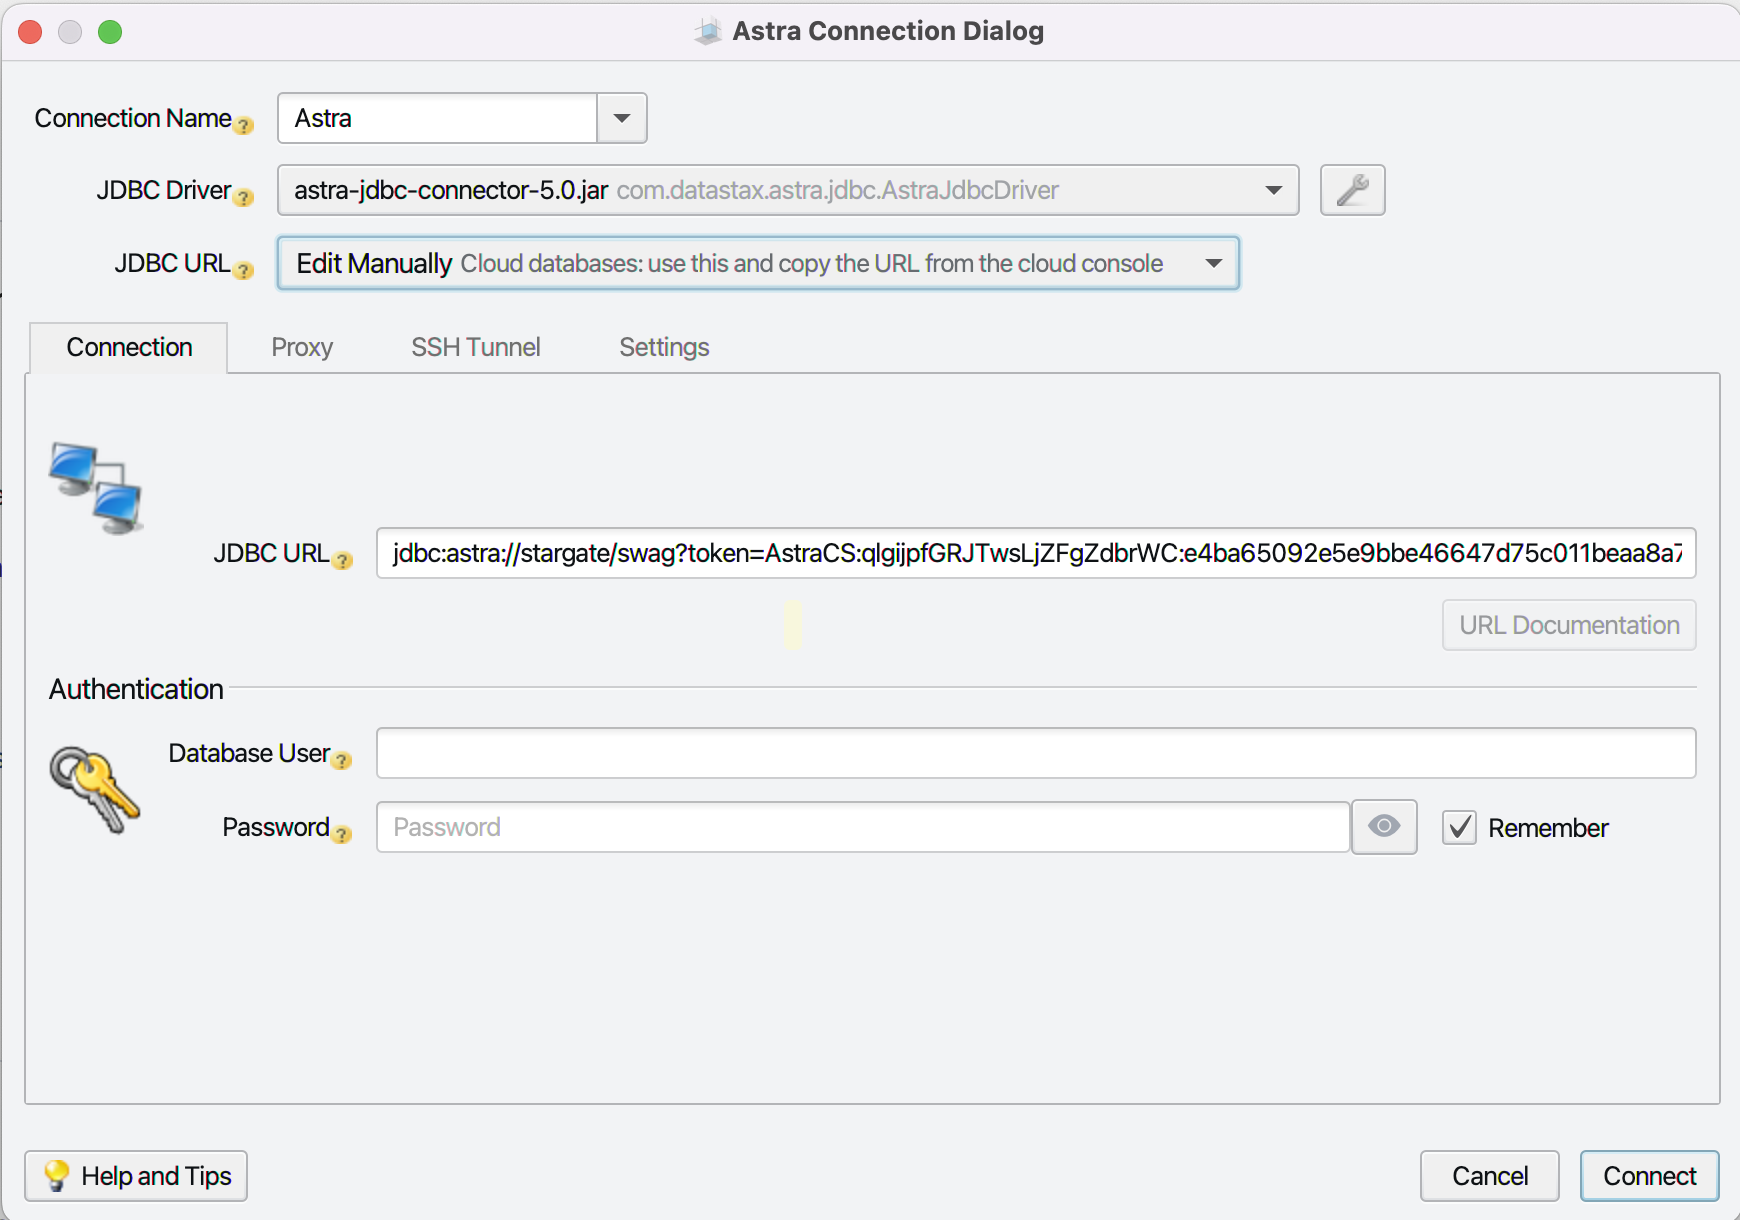 Astra Connection Dialog
Connection Name ? Astra
JDBC Driver ? astra-jdbc-connector-5.0.jar com.datastax.astra.jdbc.AstraJdbcDriver
JDBC URL ? Edit Manually Cloud databases: use this and copy the URL from the cloud console
Connection Proxy SSH Tunnel Settings
JDBC URL ? jdbc:astra://stargate/swag?token=AstraCS:qlgijpfGRJTwsLjZFgZdbrWC:e4ba65092e5e9bbe46647d75c011beaa8a7
URL Documentation
Authentication
Database User ?
Password ? Password Remember
Help and Tips Cancel Connect